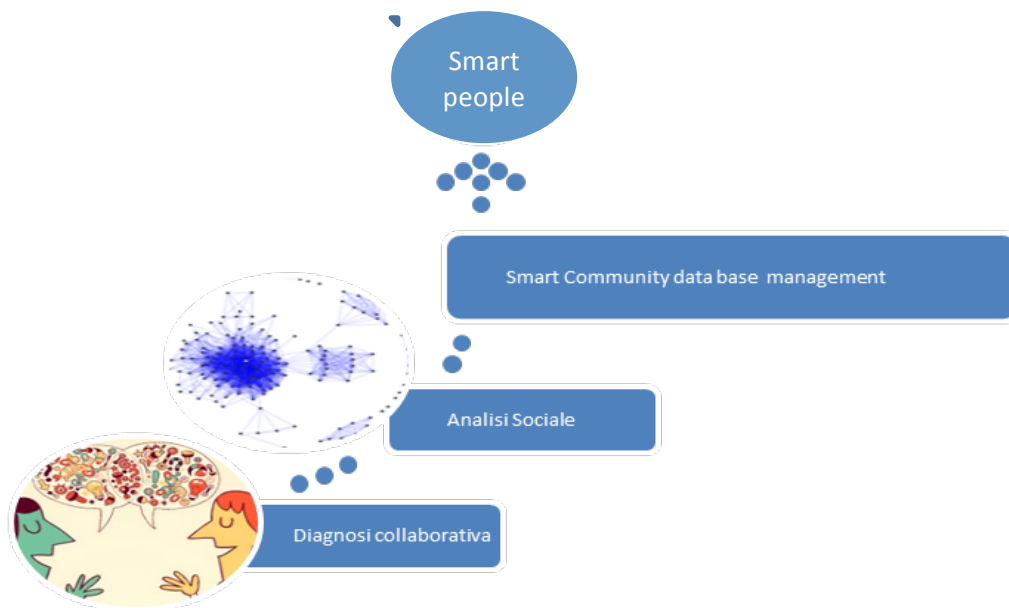 Smart
people
Smart Community data base management
Analisi Sociale
Diagnosi collaborativa